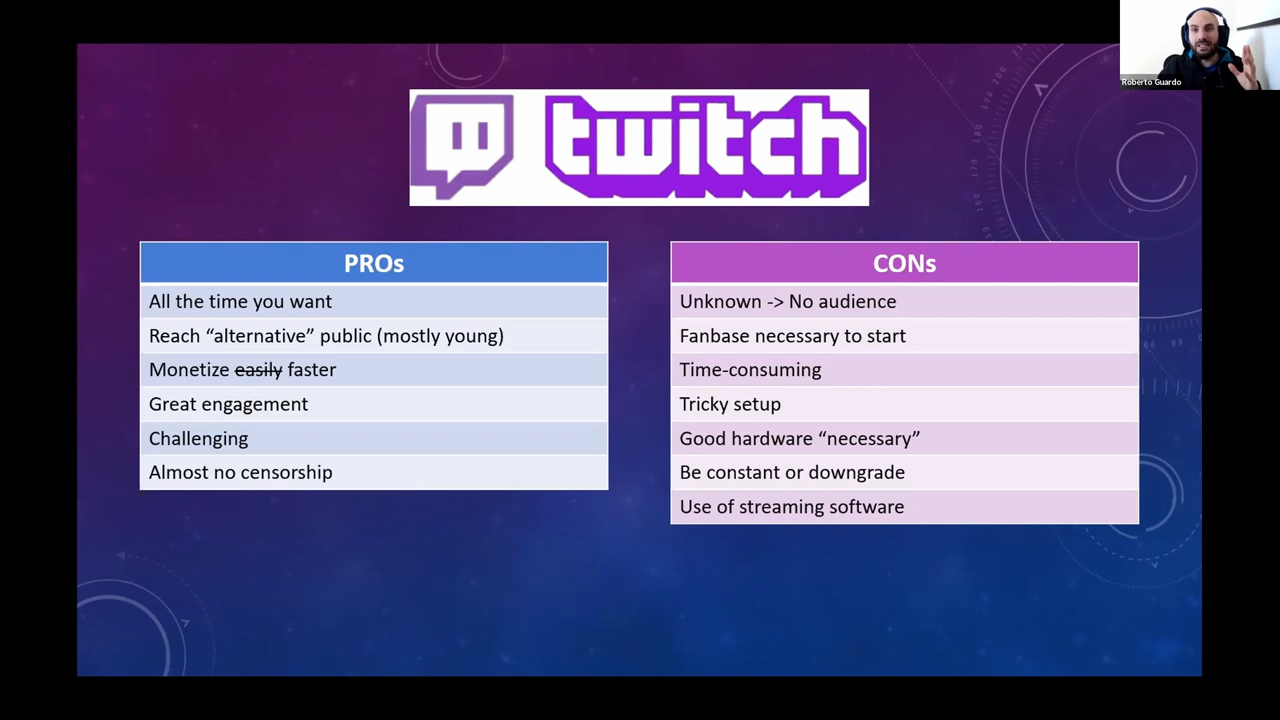 Roberto Guardo
twitch
PROs
All the time you want
Reach “alternative” public (mostly young)
Monetize easily faster
Great engagement
Challenging
Almost no censorship
CONs
Unknown -> No audience
Fanbase necessary to start
Time-consuming
Tricky setup
Good hardware “necessary”
Be constant or downgrade
Use of streaming software